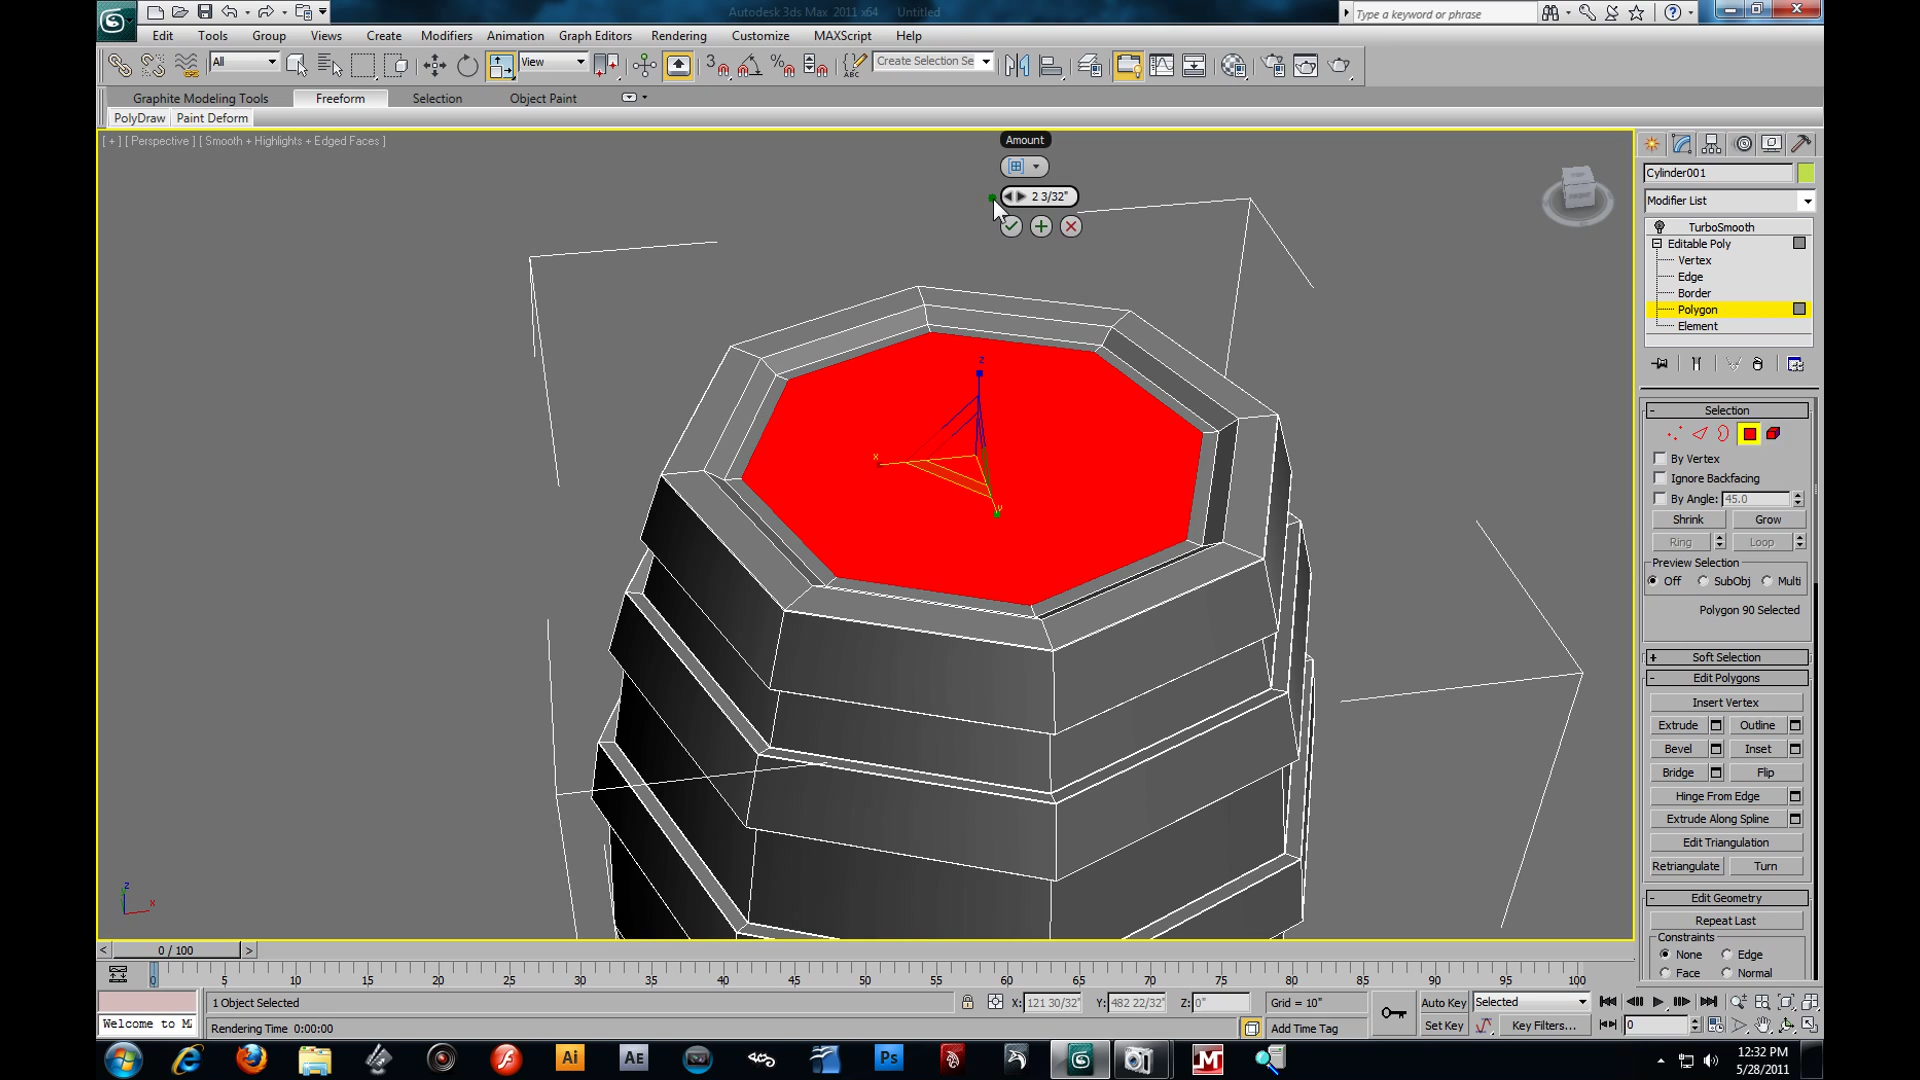 Autodesk 3ds Max 2011 x64 Untitled
Type a keyword or phrase
Edit Tools Group Views Create Modifiers Animation Graph Editors Rendering Customize MAXScript Help
All View 3 Create Selection Se
Graphite Modeling Tools Freeform Selection Object Paint
PolyDraw Paint Deform
[ + ] [ Perspective ] [ Smooth + Highlights + Edged Faces ]
Amount
2 3/32"
z
x
y
z
x
Cylinder001
Modifier List
TurboSmooth
Editable Poly
Vertex
Edge
Border
Polygon
Element
Selection
By Vertex
Ignore Backfacing
By Angle: 45.0
Shrink Grow
Ring Loop
Preview Selection
Off SubObj Multi
Polygon 90 Selected
Soft Selection
Edit Polygons
Insert Vertex
Extrude Outline
Bevel Inset
Bridge Flip
Hinge From Edge
Extrude Along Spline
Edit Triangulation
Retriangulate Turn
Edit Geometry
Repeat Last
Constraints
None Edge
Face Normal
0 / 100
0 5 10 15 20 25 30 35 40 45 50 55 60 65 70 75 80 85 90 95 100
1 Object Selected X: 121 30/32" Y: 482 22/32" Z: 0" Grid = 10" Auto Key Selected
Welcome to M
Rendering Time 0:00:00 Add Time Tag Set Key Key Filters... 0
Ai AE Ps M
12:32 PM
5/28/2011